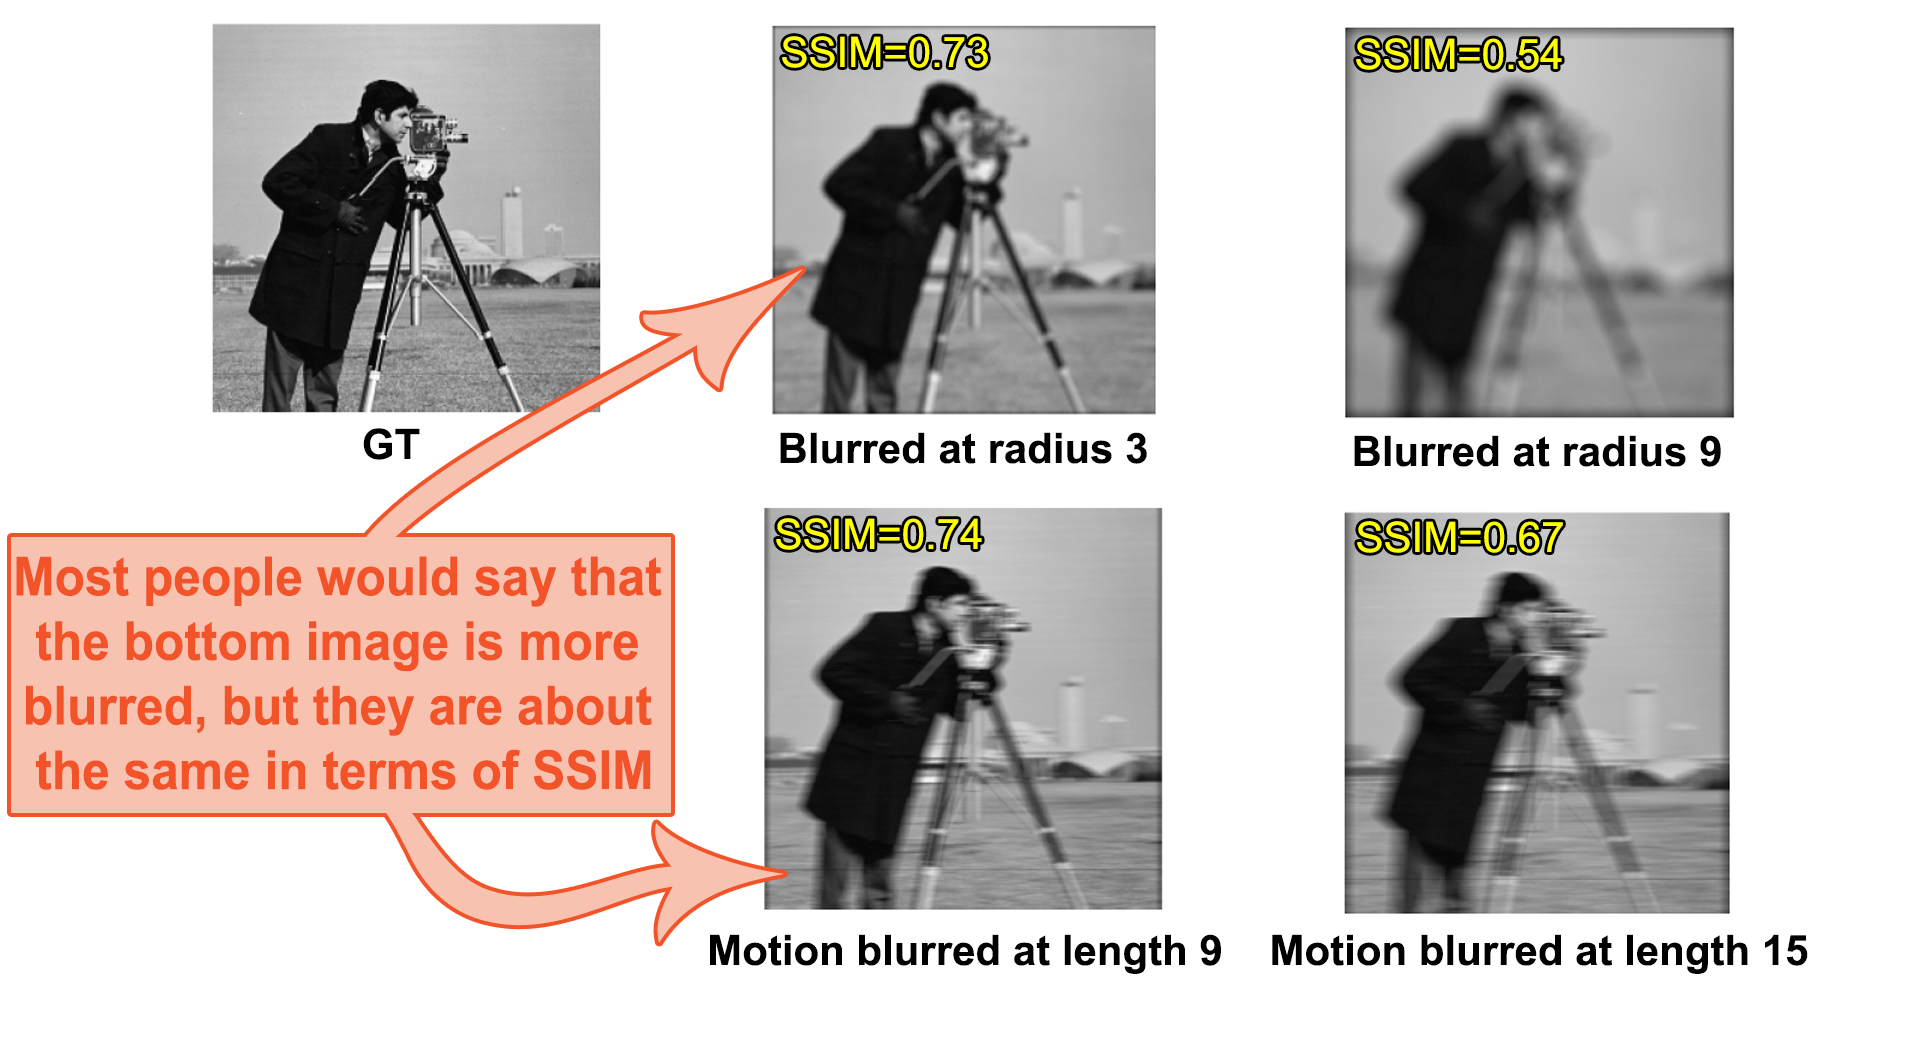 SSIM=0.73
SSIM=0.54
GT
Blurred at radius 3
Blurred at radius 9
SSIM=0.74
SSIM=0.67
Most people would say that
the bottom image is more
blurred, but they are about
the same in terms of SSIM
Motion blurred at length 9
Motion blurred at length 15